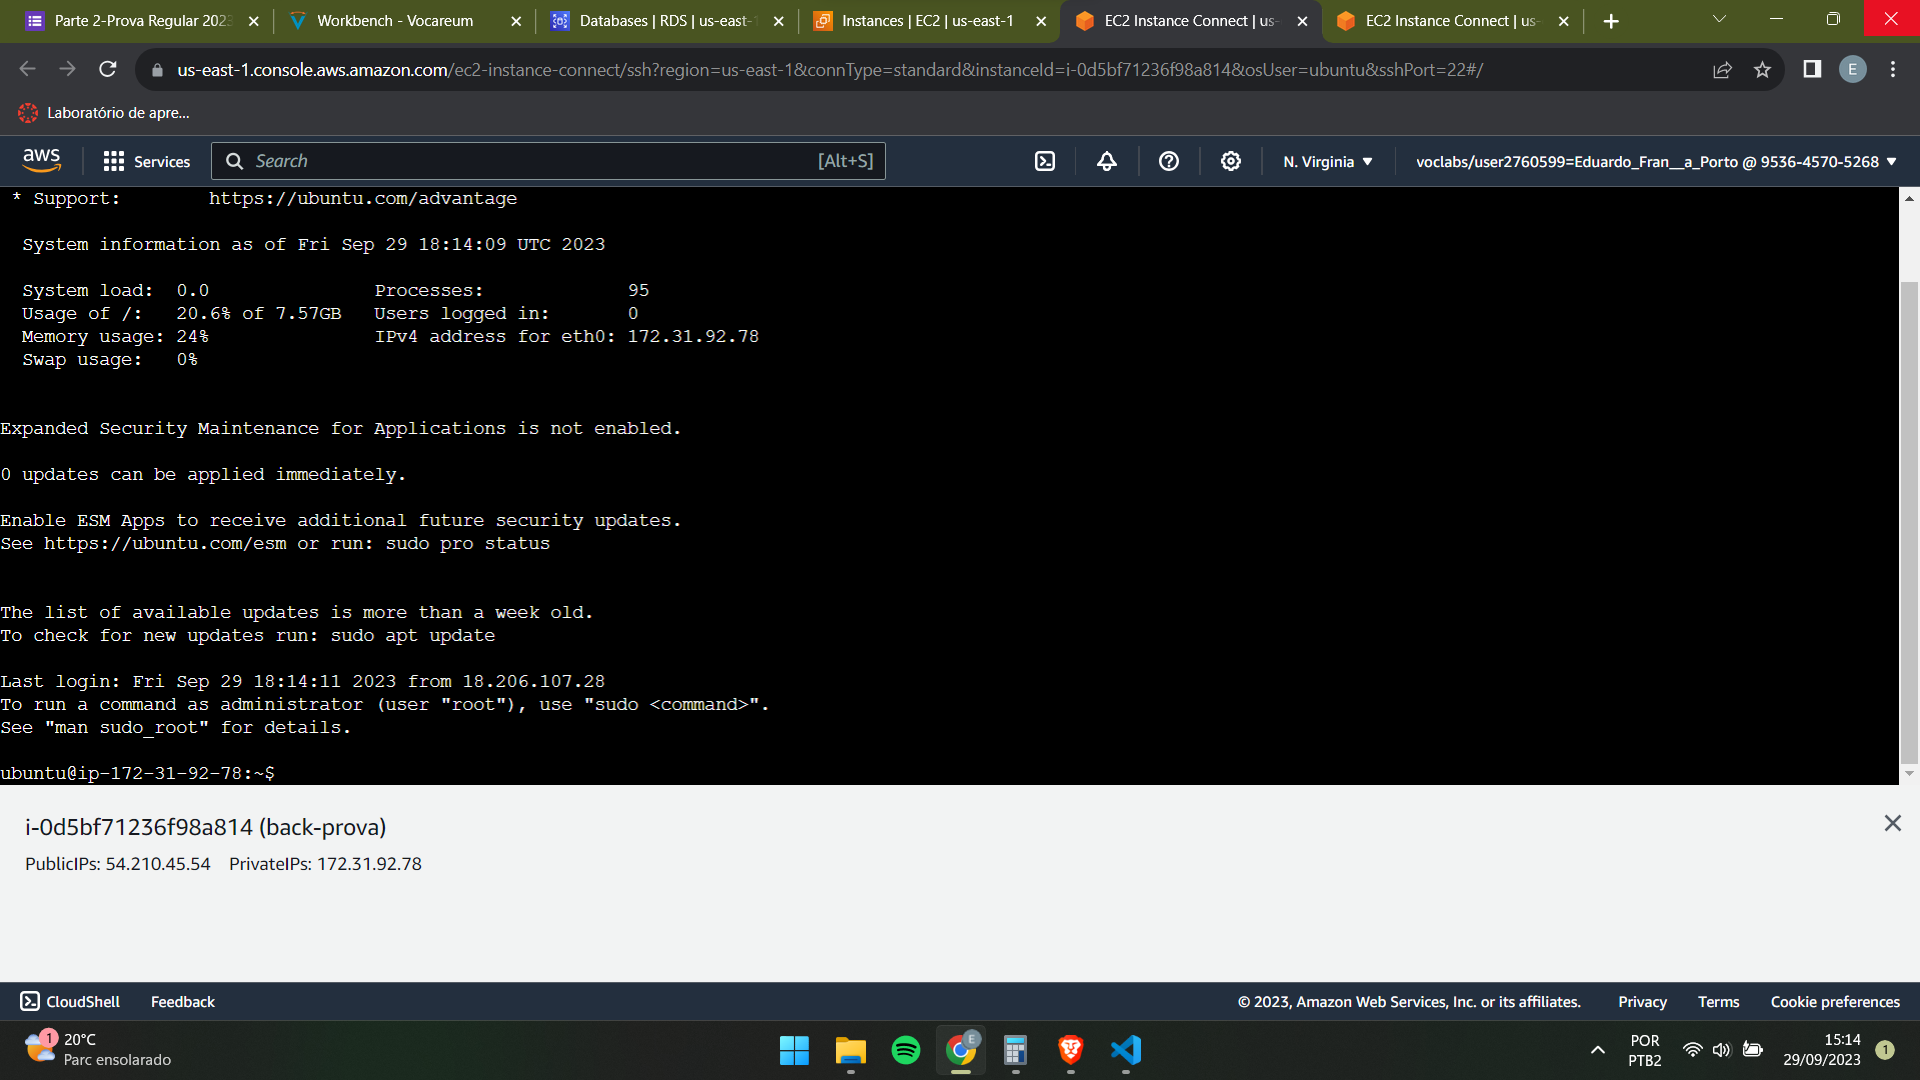 Parte 2-Prova Regular 202
Workbench - Vocareum
Databases | RDS | us-east-1
Instances | EC2 | us-east-1
EC2 Instance Connect | us-
EC2 Instance Connect | us-
us-east-1.console.aws.amazon.com/ec2-instance-connect/ssh?region=us-east-1&connType=standard&instanceId=i-0d5bf71236f98a814&osUser=ubuntu&sshPort=22#/
E
Laboratório de apre...
aws
Services
Search
[Alt+S]
N. Virginia
voclabs/user2760599=Eduardo_Fran__a_Porto @ 9536-4570-5268
* Support: https://ubuntu.com/advantage
System information as of Fri Sep 29 18:14:09 UTC 2023
System load: 0.0 Processes: 95
Usage of /: 20.6% of 7.57GB Users logged in: 0
Memory usage: 24% IPv4 address for eth0: 172.31.92.78
Swap usage: 0%
Expanded Security Maintenance for Applications is not enabled.
0 updates can be applied immediately.
Enable ESM Apps to receive additional future security updates.
See https://ubuntu.com/esm or run: sudo pro status
The list of available updates is more than a week old.
To check for new updates run: sudo apt update
Last login: Fri Sep 29 18:14:11 2023 from 18.206.107.28
To run a command as administrator (user "root"), use "sudo <command>".
See "man sudo_root" for details.
ubuntu@ip-172-31-92-78:~$
i-0d5bf71236f98a814 (back-prova)
PublicIPs: 54.210.45.54 PrivateIPs: 172.31.92.78
CloudShell
Feedback
© 2023, Amazon Web Services, Inc. or its affiliates.
Privacy
Terms
Cookie preferences
1
20°C
Parc ensolarado
E
POR
PTB2
15:14
29/09/2023
1